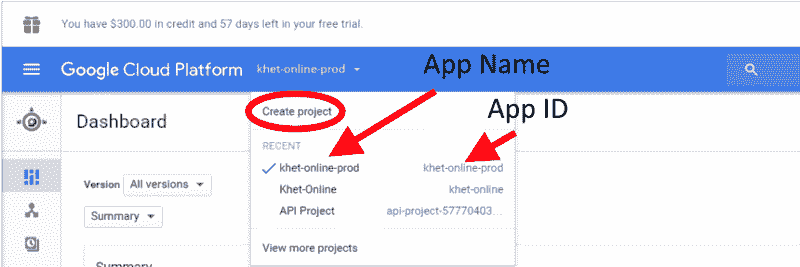 You have $300.00 in credit and 57 days left in your free trial.
Google Cloud Platform khet-online-prod
App Name
App ID
Create project
Dashboard
RECENT
khet-online-prod khet-online-prod
Khet-Online khet-online
API Project api-project-57770403...
Version All versions
Summary
View more projects
Summary